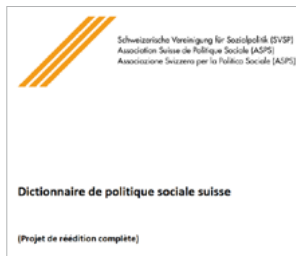 Schweizerische Vereinigung für Sozialpolitik (SVSP)
Association Suisse de Politique Sociale (ASPS)
Associazione Svizzera per la Politica Sociale (ASPS)
Dictionnaire de politique sociale suisse
(Projet de réédition complète)